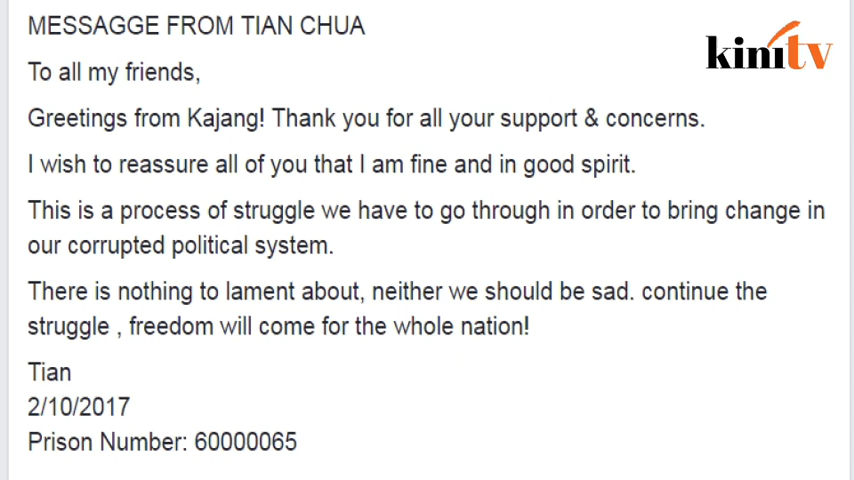 MESSAGGE FROM TIAN CHUA
kinitv
To all my friends,
Greetings from Kajang! Thank you for all your support & concerns.
I wish to reassure all of you that I am fine and in good spirit.
This is a process of struggle we have to go through in order to bring change in
our corrupted political system.
There is nothing to lament about, neither we should be sad. continue the
struggle , freedom will come for the whole nation!
Tian
2/10/2017
Prison Number: 60000065